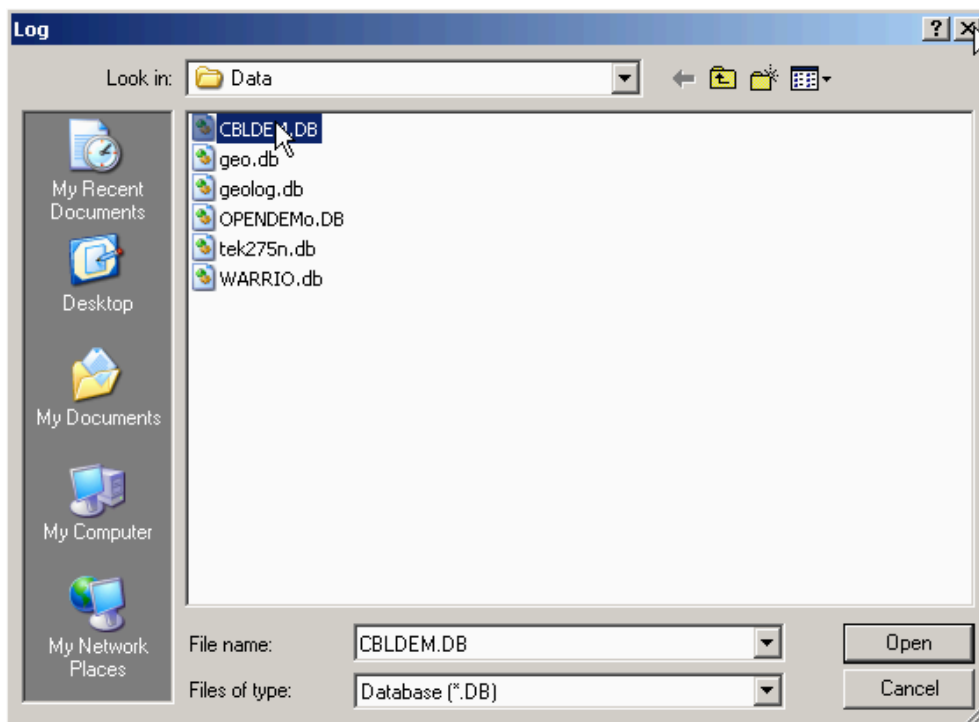 Log
Look in:
Data
My Recent
Documents
Desktop
My Documents
My Computer
My Network
Places
CBLDEM.DB
geo.db
geolog.db
OPENDEMo.DB
tek275n.db
WARRIO.db
File name:
CBLDEM.DB
Open
Files of type:
Database (*.DB)
Cancel